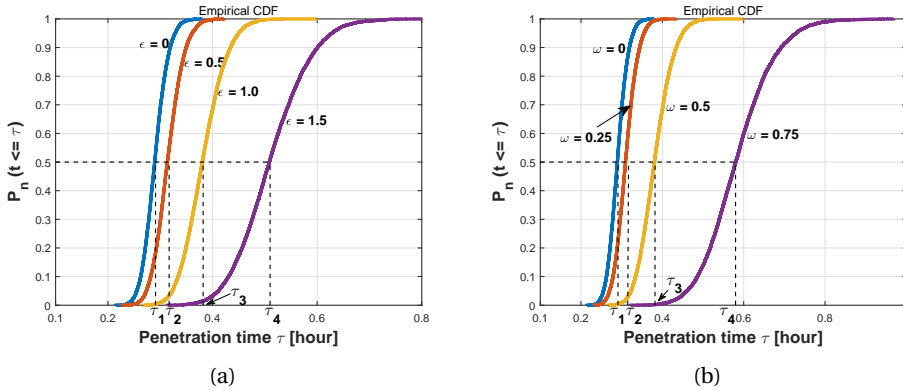 Empirical CDF
1
0.9
0.8
0.7
0.6
0.5
0.4
0.3
0.2
0.1
0
P_n (t <= τ)
ϵ = 0
ϵ = 0.5
ϵ = 1.0
ϵ = 1.5
τ_1
τ_2
τ_3
τ_4
0.1
0.2
0.4
0.6
0.8
Penetration time τ [hour]
(a)
Empirical CDF
1
0.9
0.8
0.7
0.6
0.5
0.4
0.3
0.2
0.1
0
P_n (t <= τ)
ω = 0
ω = 0.25
ω = 0.5
ω = 0.75
τ_1
τ_2
τ_3
τ_4
0.1
0.2
0.4
0.6
0.8
Penetration time τ [hour]
(b)